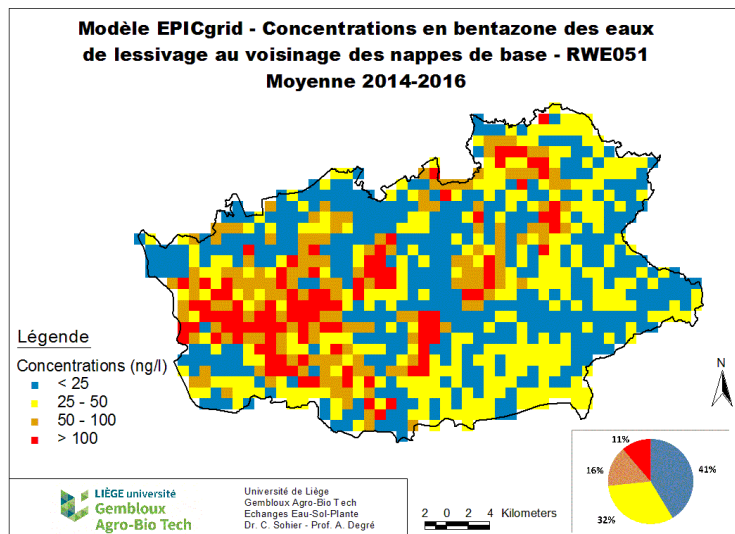 Modèle EPICgrid - Concentrations en bentazone des eaux
de lessivage au voisinage des nappes de base - RWE051
Moyenne 2014-2016
Légende
Concentrations (ng/l)
< 25
25 - 50
50 - 100
> 100
N
11%
16%
41%
32%
LIÈGE université
Gembloux
Agro-Bio Tech
Université de Liège
Gembloux Agro-Bio Tech
Echanges Eau-Sol-Plante
Dr. C. Sohier - Prof. A. Degré
2 0 2 4 Kilometers